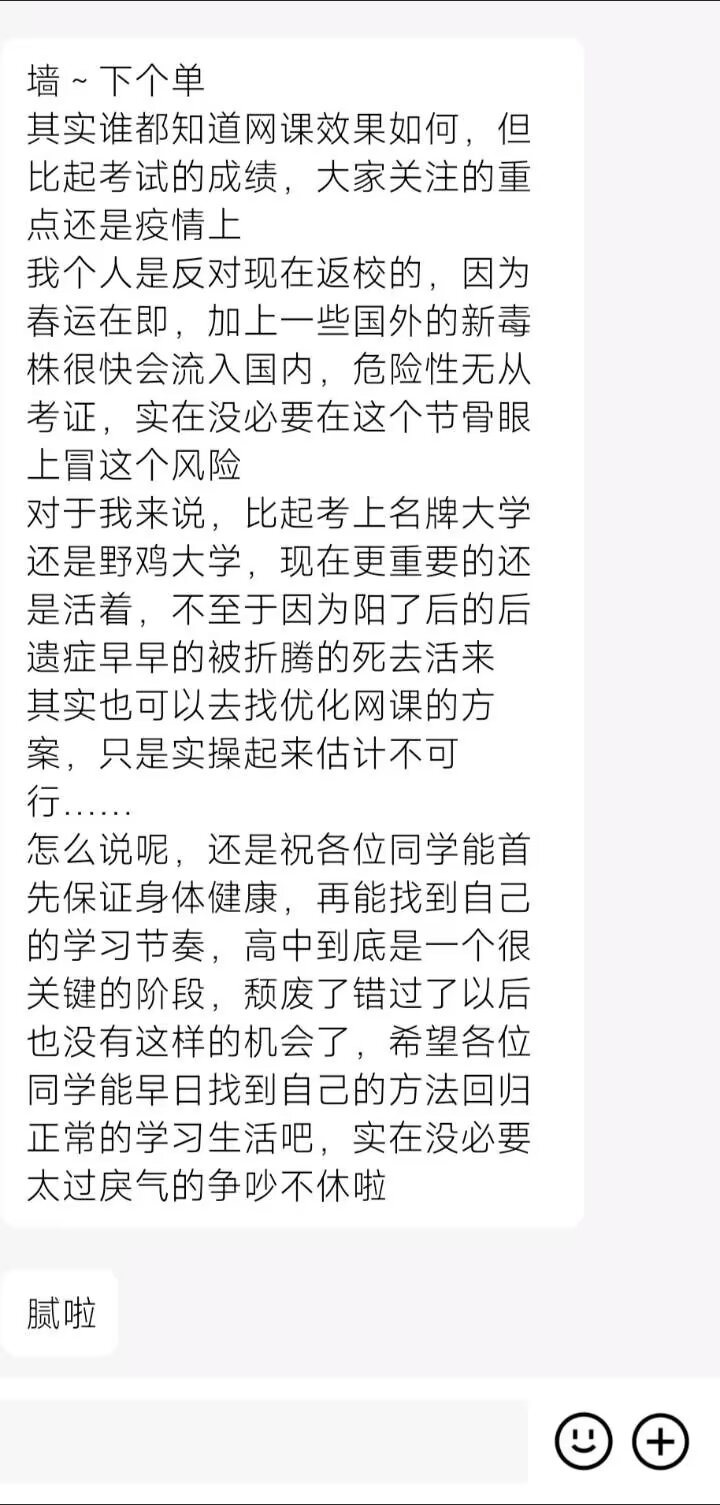 墙～下个单
其实谁都知道网课效果如何，但
比起考试的成绩，大家关注的重
点还是疫情上
我个人是反对现在返校的，因为
春运在即，加上一些国外的新毒
株很快会流入国内，危险性无从
考证，实在没必要在这个节骨眼
上冒这个风险
对于我来说，比起考上名牌大学
还是野鸡大学，现在更重要的还
是活着，不至于因为阳了后的后
遗症早早的被折腾的死去活来
其实也可以去找优化网课的方
案，只是实操起来估计不可
行……
怎么说呢，还是祝各位同学能首
先保证身体健康，再能找到自己
的学习节奏，高中到底是一个很
关键的阶段，颓废了错过了以后
也没有这样的机会了，希望各位
同学能早日找到自己的方法回归
正常的学习生活吧，实在没必要
太过戾气的争吵不休啦
腻啦